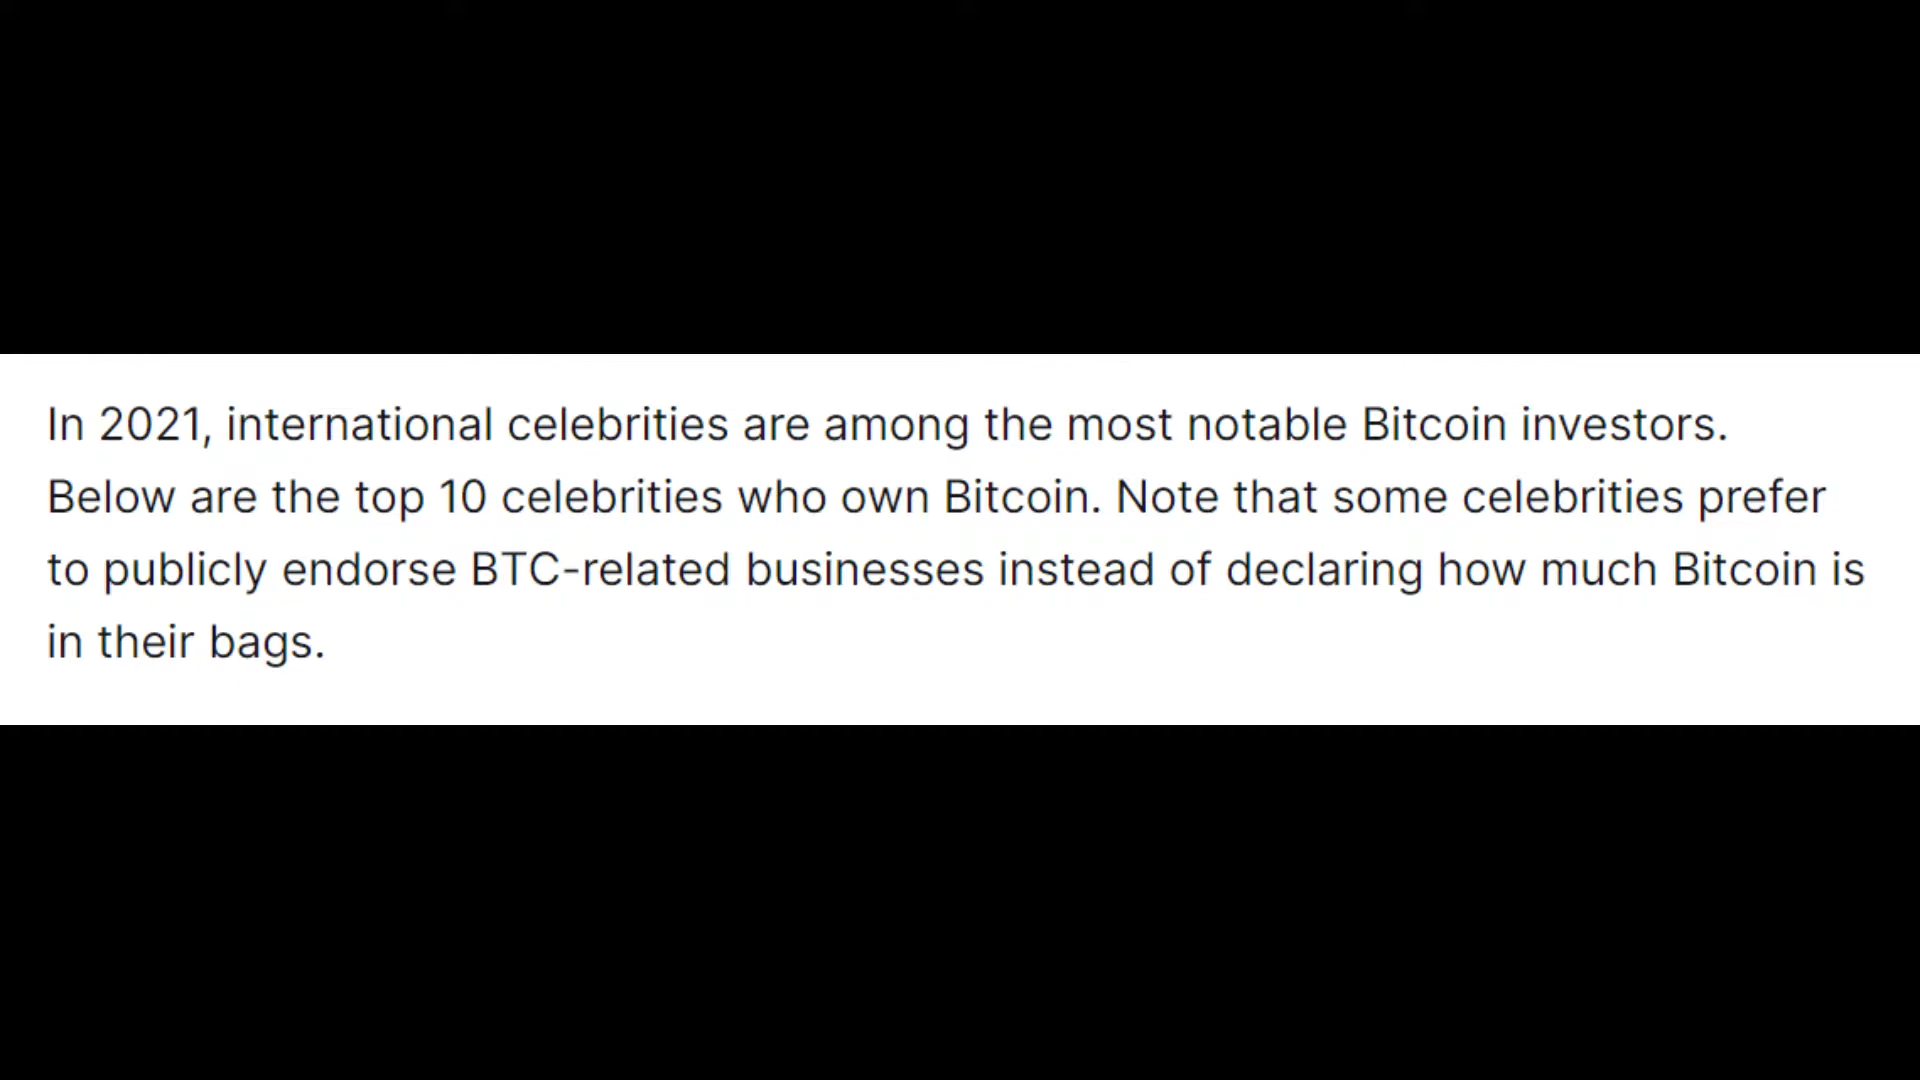 In 2021, international celebrities are among the most notable Bitcoin investors.
Below are the top 10 celebrities who own Bitcoin. Note that some celebrities prefer
to publicly endorse BTC-related businesses instead of declaring how much Bitcoin is
in their bags.